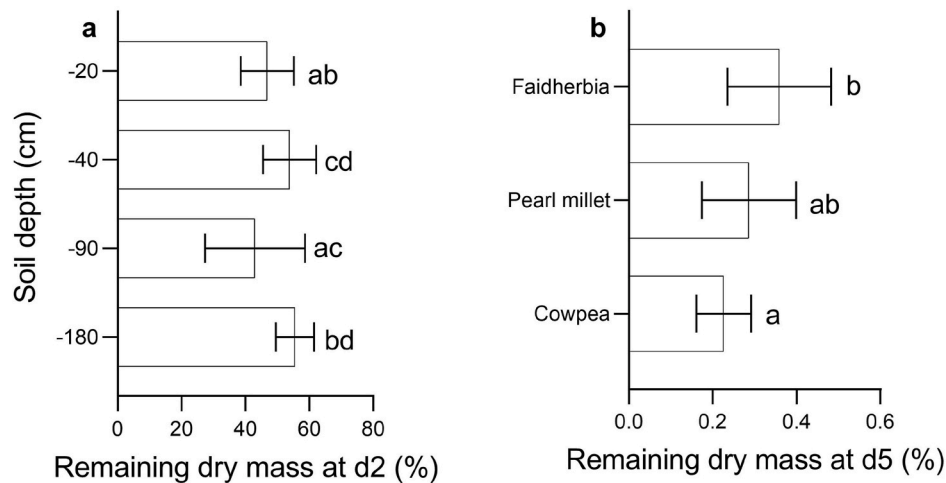 a
Soil depth (cm)
-20
ab
-40
cd
-90
ac
-180
bd
0 20 40 60 80
Remaining dry mass at d2 (%)
b
Faidherbia
b
Pearl millet
ab
Cowpea
a
0.0 0.2 0.4 0.6
Remaining dry mass at d5 (%)